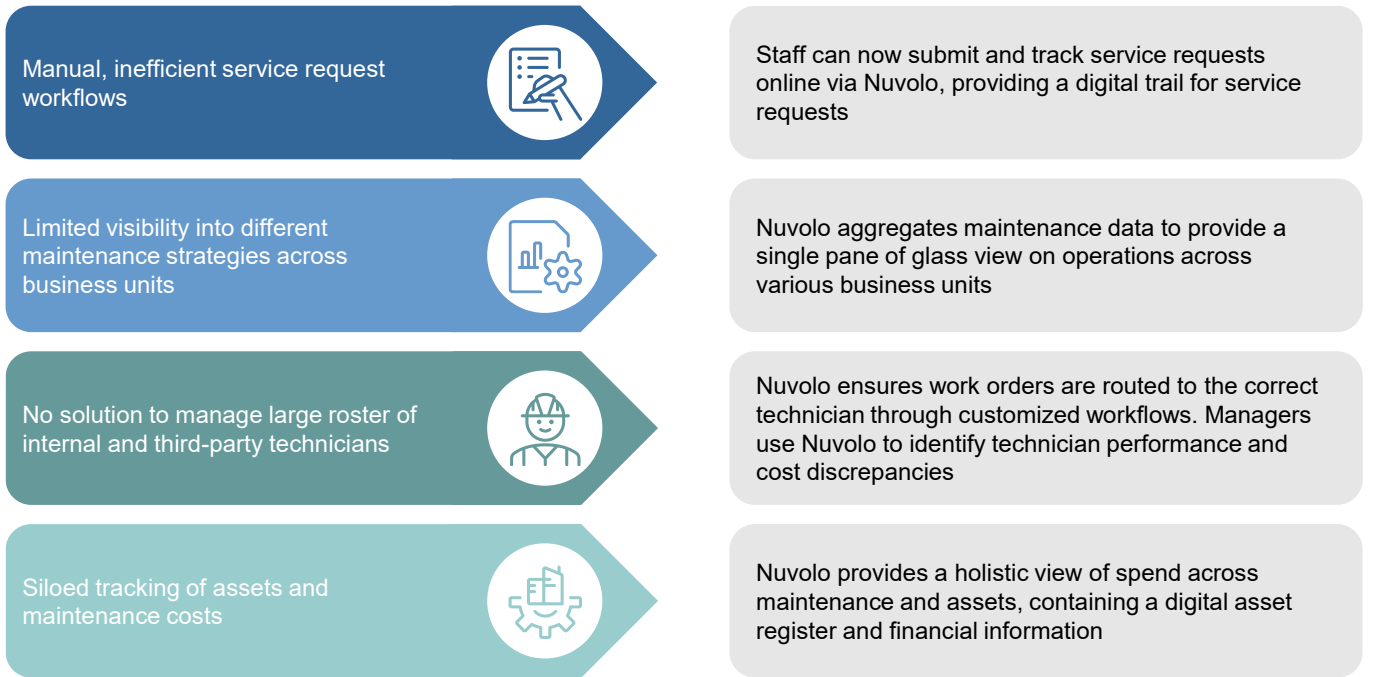 Manual, inefficient service request
workflows
Staff can now submit and track service requests
online via Nuvolo, providing a digital trail for service
requests
Limited visibility into different
maintenance strategies across
business units
Nuvolo aggregates maintenance data to provide a
single pane of glass view on operations across
various business units
No solution to manage large roster of
internal and third-party technicians
Nuvolo ensures work orders are routed to the correct
technician through customized workflows. Managers
use Nuvolo to identify technician performance and
cost discrepancies
Siloed tracking of assets and
maintenance costs
Nuvolo provides a holistic view of spend across
maintenance and assets, containing a digital asset
register and financial information